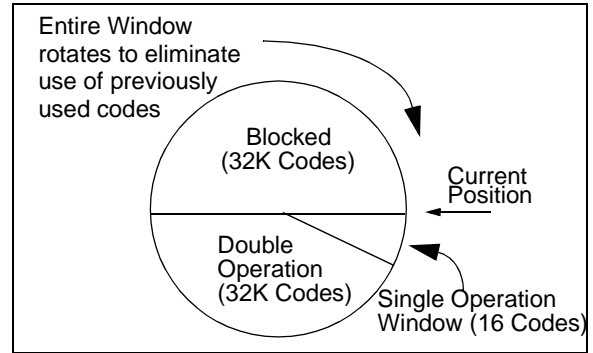 Entire Window
rotates to eliminate
use of previously
used codes
Blocked
(32K Codes)
Current
Position
Double
Operation
(32K Codes)
Single Operation
Window (16 Codes)